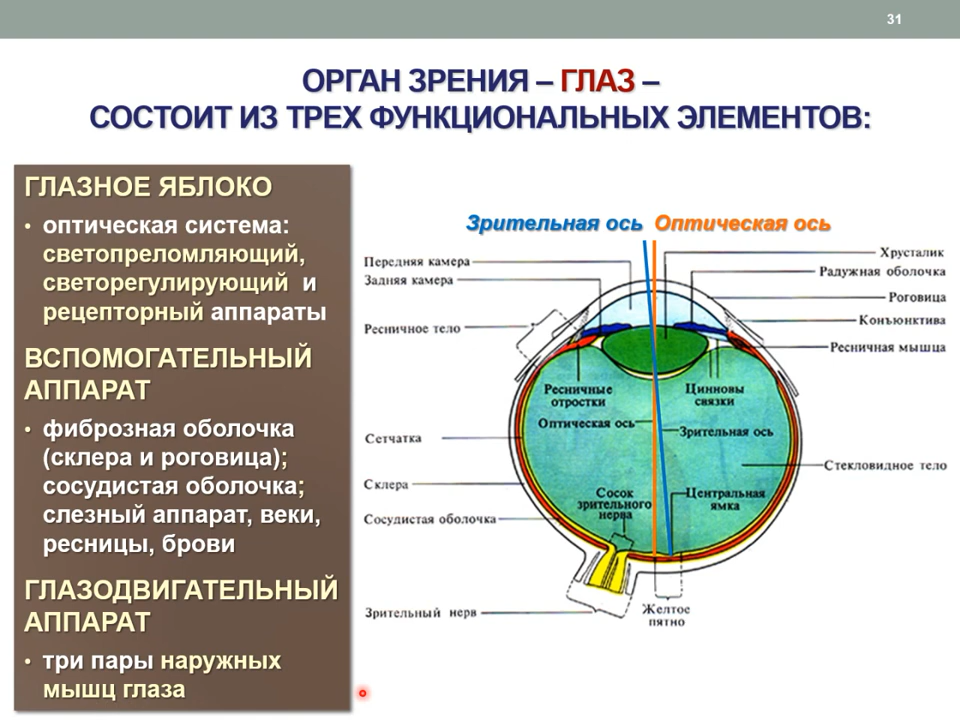 31
ОРГАН ЗРЕНИЯ – ГЛАЗ –
СОСТОИТ ИЗ ТРЕХ ФУНКЦИОНАЛЬНЫХ ЭЛЕМЕНТОВ:
ГЛАЗНОЕ ЯБЛОКО
• оптическая система:
светопреломляющий,
светорегулирующий и
рецепторный аппараты
ВСПОМОГАТЕЛЬНЫЙ
АППАРАТ
• фиброзная оболочка
(склера и роговица);
сосудистая оболочка;
слезный аппарат, веки,
ресницы, брови
ГЛАЗОДВИГАТЕЛЬНЫЙ
АППАРАТ
• три пары наружных
мышц глаза
Зрительная ось Оптическая ось
Передняя камера
Задняя камера
Ресничное тело
Сетчатка
Склера
Сосудистая оболочка
Зрительный нерв
Хрусталик
Радужная оболочка
Роговица
Конъюнктива
Ресничная мышца
Стекловидное тело
Ресничные
отростки
Цинновы
связки
Оптическая ось
Зрительная ось
Сосок
зрительного
нерва
Центральная
ямка
Желтое
пятно